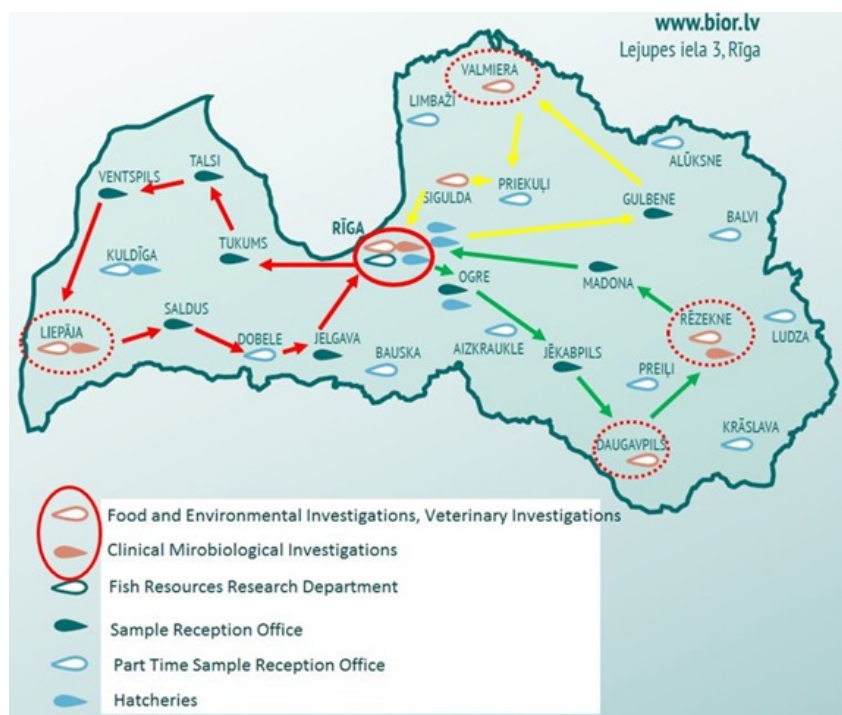 www.bior.lv
Lejupes iela 3, Rīga
VALMIERA
LIMBAŽI
ALŪKSNE
TALSI
VENTSPILS
PRIEKUĻI
SIGULDA
GULBENE
BALVI
RĪGA
TUKUMS
KULDĪGA
OGRE
MADONA
SALDUS
LIEPĀJA
RĒZEKNE
LUDZA
DOBELE
JELGAVA
BAUSKA
AIZKRAUKLE
JĒKABPILS
PREIĻI
DAUGAVPILS
KRĀSLAVA
Food and Environmental Investigations, Veterinary Investigations
Clinical Mirobiological Investigations
Fish Resources Research Department
Sample Reception Office
Part Time Sample Reception Office
Hatcheries